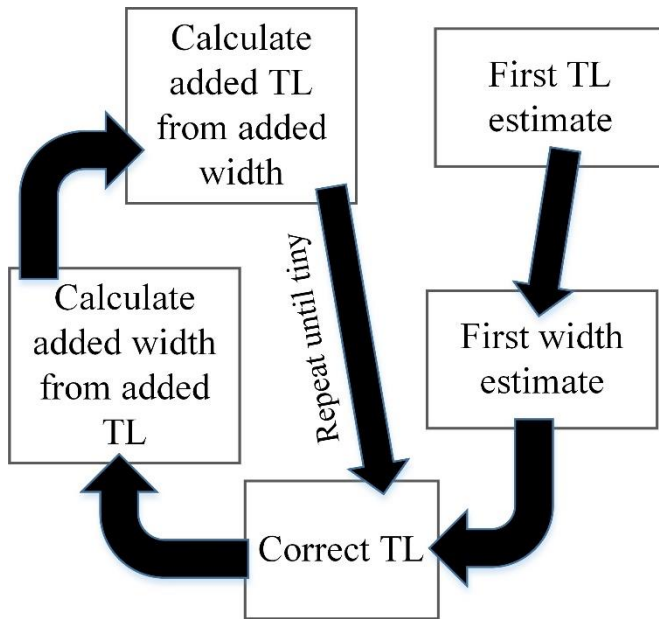 Calculate
added TL
from added
width
First TL
estimate
Calculate
added width
from added
TL
Repeat until tiny
First width
estimate
Correct TL